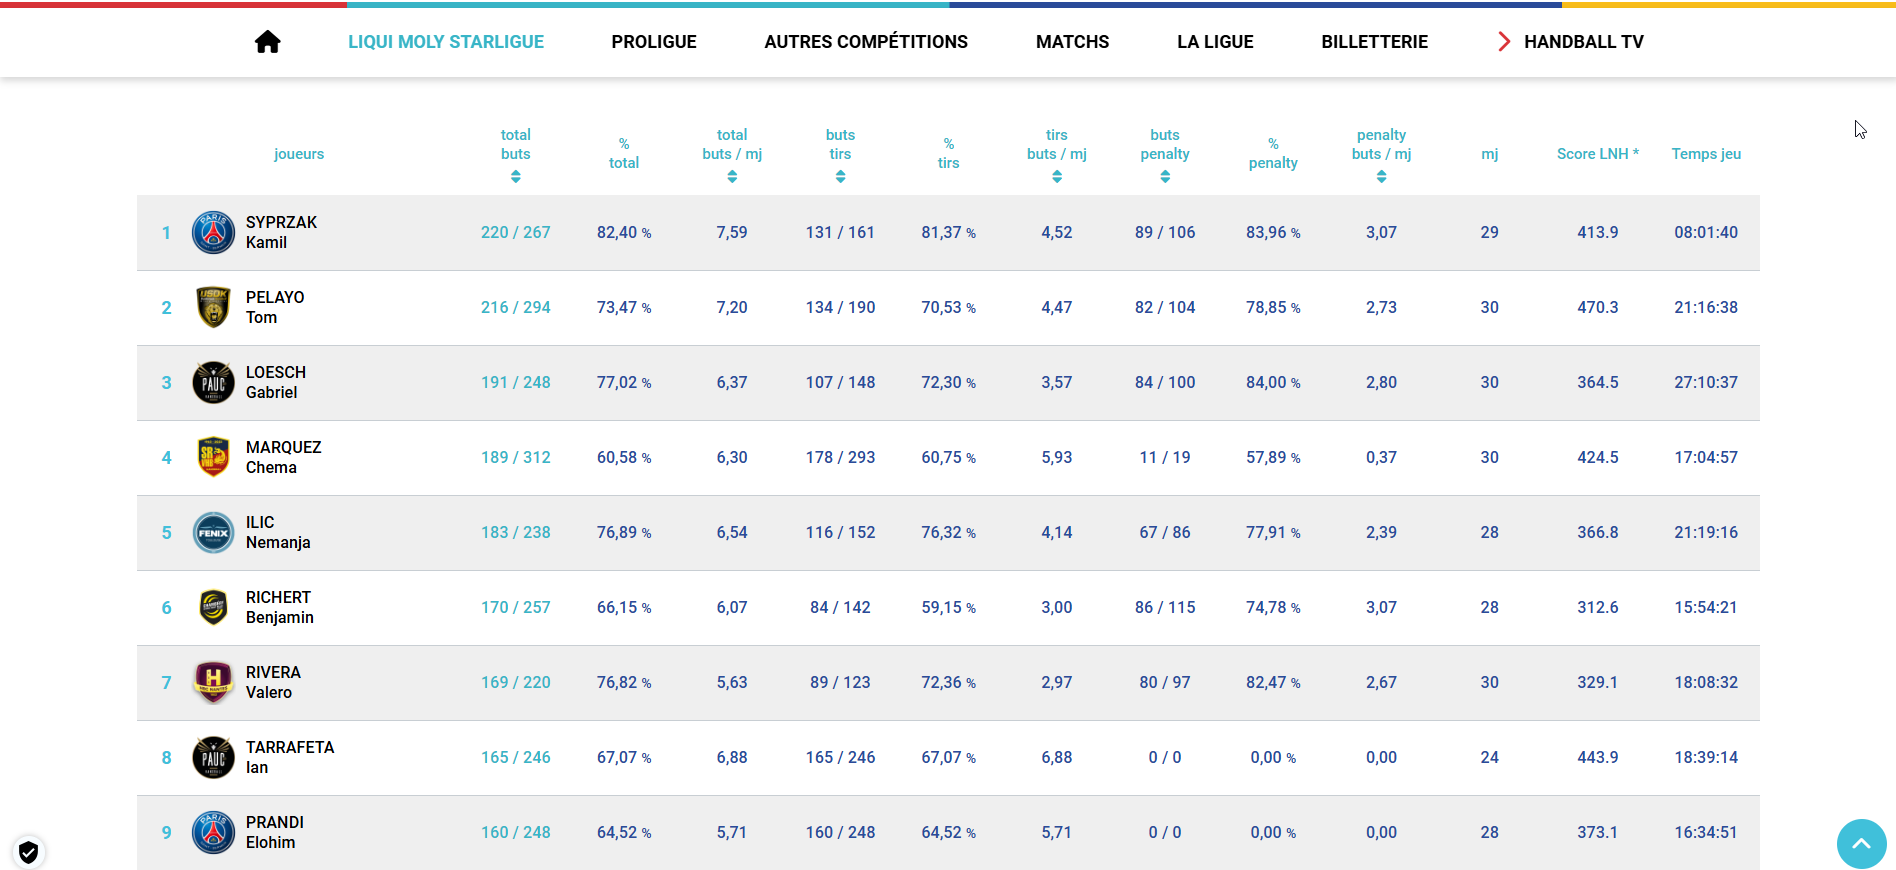 LIQUI MOLY STARLIGUE PROLIGUE AUTRES COMPÉTITIONS MATCHS LA LIGUE BILLETTERIE HANDBALL TV
joueurs total buts % total total buts / mj buts tirs % tirs tirs buts / mj buts penalty % penalty penalty buts / mj mj Score LNH * Temps jeu
1 PARIS SYPRZAK Kamil 220 / 267 82,40 % 7,59 131 / 161 81,37 % 4,52 89 / 106 83,96 % 3,07 29 413.9 08:01:40
2 USDK PELAYO Tom 216 / 294 73,47 % 7,20 134 / 190 70,53 % 4,47 82 / 104 78,85 % 2,73 30 470.3 21:16:38
3 PAUC LOESCH Gabriel 191 / 248 77,02 % 6,37 107 / 148 72,30 % 3,57 84 / 100 84,00 % 2,80 30 364.5 27:10:37
4 SR VHB MARQUEZ Chema 189 / 312 60,58 % 6,30 178 / 293 60,75 % 5,93 11 / 19 57,89 % 0,37 30 424.5 17:04:57
5 FENIX ILIC Nemanja 183 / 238 76,89 % 6,54 116 / 152 76,32 % 4,14 67 / 86 77,91 % 2,39 28 366.8 21:19:16
6 RICHERT Benjamin 170 / 257 66,15 % 6,07 84 / 142 59,15 % 3,00 86 / 115 74,78 % 3,07 28 312.6 15:54:21
7 H HBC NANTES RIVERA Valero 169 / 220 76,82 % 5,63 89 / 123 72,36 % 2,97 80 / 97 82,47 % 2,67 30 329.1 18:08:32
8 PAUC TARRAFETA Ian 165 / 246 67,07 % 6,88 165 / 246 67,07 % 6,88 0 / 0 0,00 % 0,00 24 443.9 18:39:14
9 PARIS PRANDI Elohim 160 / 248 64,52 % 5,71 160 / 248 64,52 % 5,71 0 / 0 0,00 % 0,00 28 373.1 16:34:51